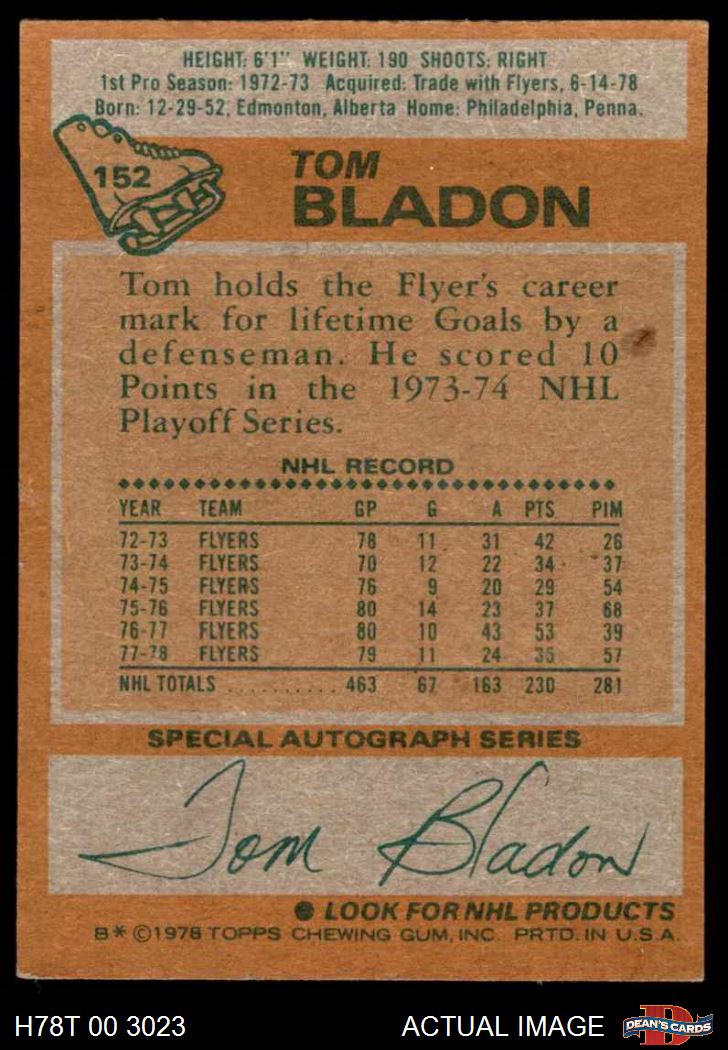 HEIGHT: 6'1" WEIGHT: 190 SHOOTS: RIGHT
1st Pro Season: 1972-73 Acquired: Trade with Flyers, 6-14-78
Born: 12-29-52, Edmonton, Alberta Home: Philadelphia, Penna.
152
TOM
BLADON
Tom holds the Flyer's career
mark for lifetime Goals by a
defenseman. He scored 10
Points in the 1973-74 NHL
Playoff Series.
NHL RECORD
YEAR TEAM GP G A PTS PIM
72-73 FLYERS 78 11 31 42 26
73-74 FLYERS 70 12 22 34 37
74-75 FLYERS 76 9 20 29 54
75-76 FLYERS 80 14 23 37 68
76-77 FLYERS 80 10 43 53 39
77-78 FLYERS 79 11 24 35 57
NHL TOTALS .......... 463 67 163 230 281
SPECIAL AUTOGRAPH SERIES
Tom Bladon
● LOOK FOR NHL PRODUCTS
B* ©1978 TOPPS CHEWING GUM, INC. PRTD. IN U.S.A.
H78T 00 3023 ACTUAL IMAGE D DEAN'S CARDS